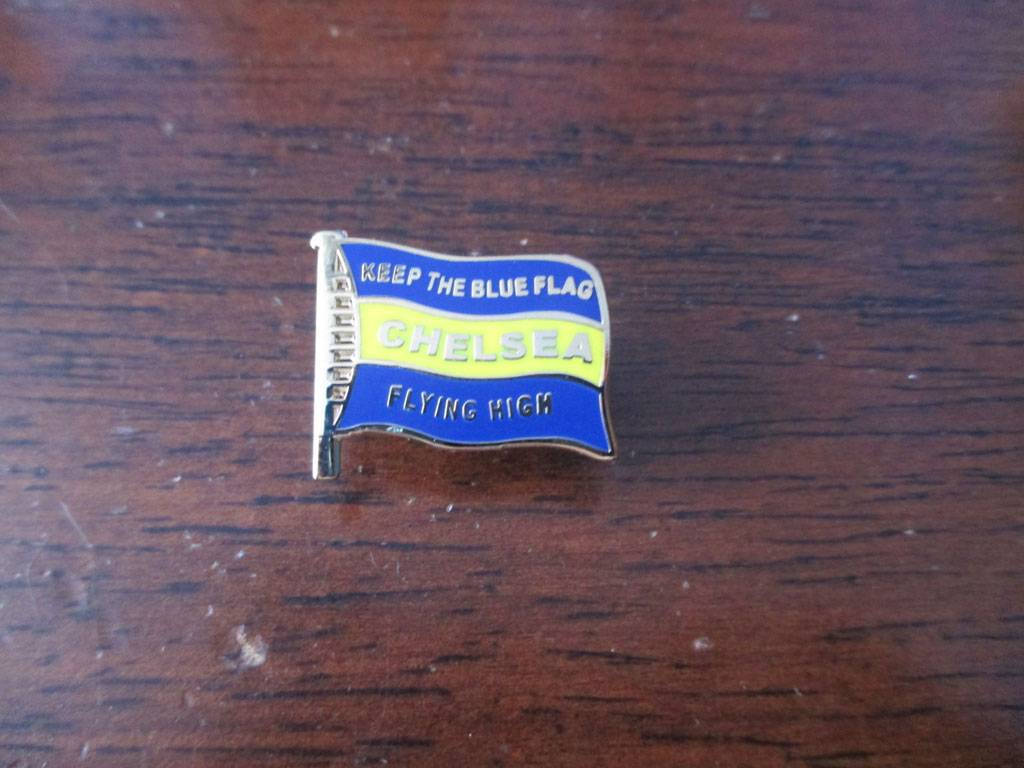 KEEP THE BLUE FLAG
CHELSEA
FLYING HIGH